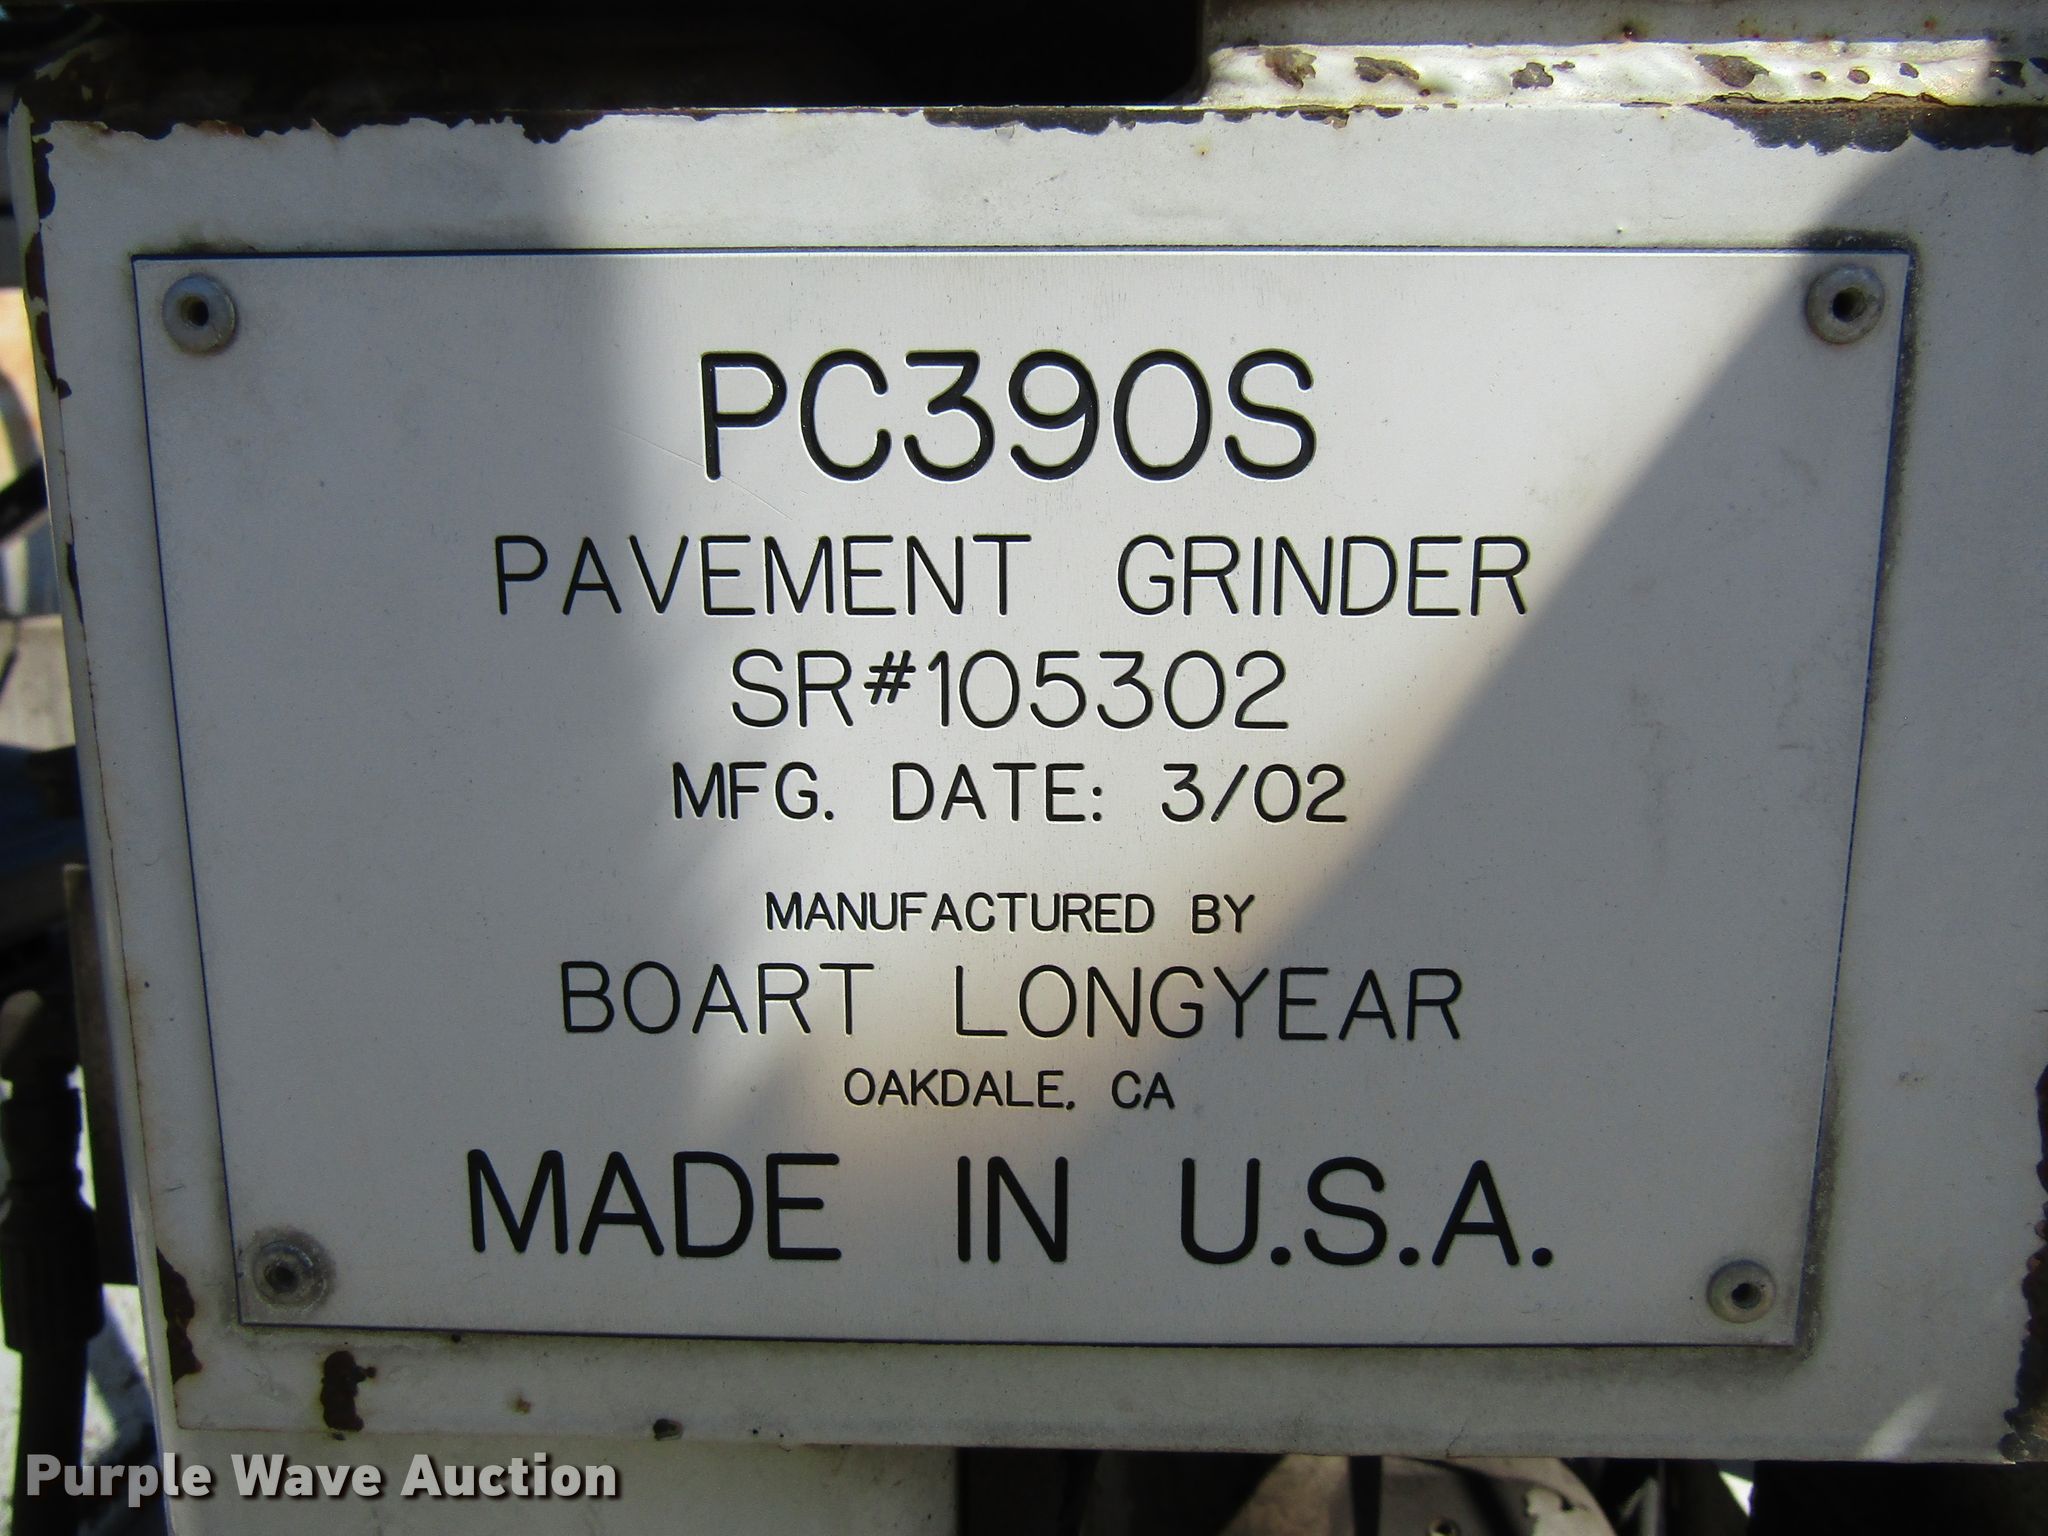 PC390S
PAVEMENT GRINDER
SR#105302
MFG. DATE: 3/02
MANUFACTURED BY
BOART LONGYEAR
OAKDALE, CA
MADE IN U.S.A.
Purple Wave Auction